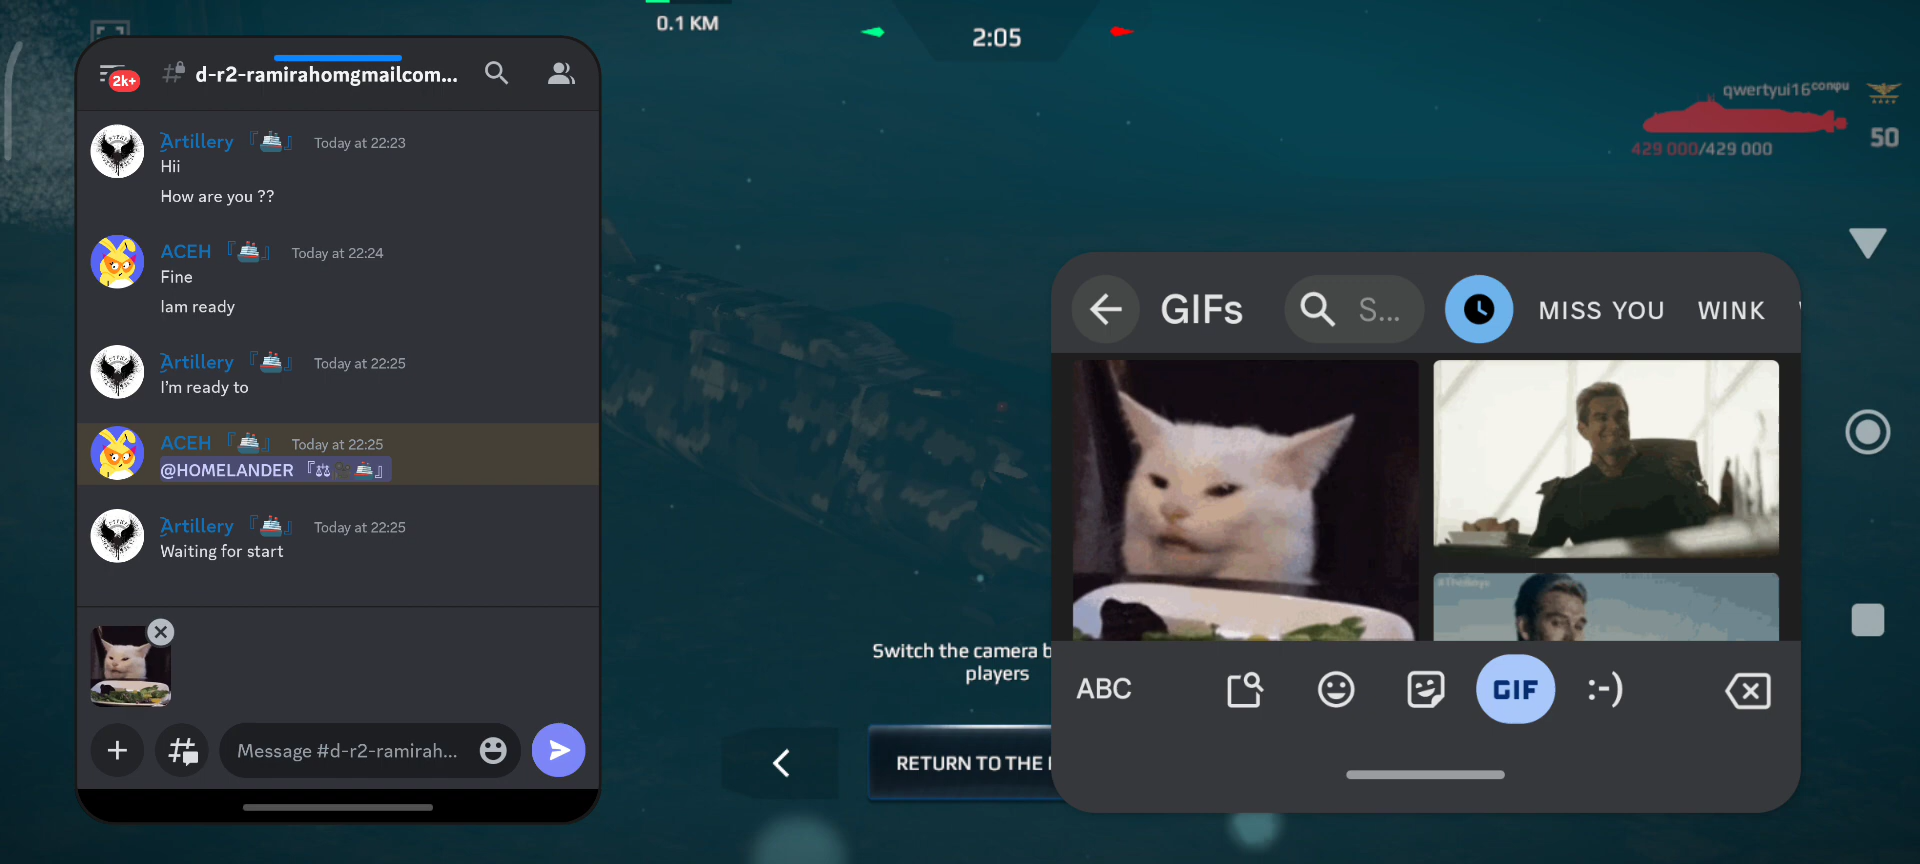 0.1 KM
2:05
qwertyui16compu
429 000/429 000
50
2k+
d-r2-ramirahomgmailcom...
Artillery 『🚢』 Today at 22:23
Hii
How are you ??
ACEH 『🚢』 Today at 22:24
Fine
Iam ready
Artillery 『🚢』 Today at 22:25
I'm ready to
ACEH 『🚢』 Today at 22:25
@HOMELANDER 『⚖🎥🚢』
Artillery 『🚢』 Today at 22:25
Waiting for start
Message #d-r2-ramirah...
Switch the camera b
players
RETURN TO THE
GIFs
S...
MISS YOU
WINK
ABC
GIF
:-)